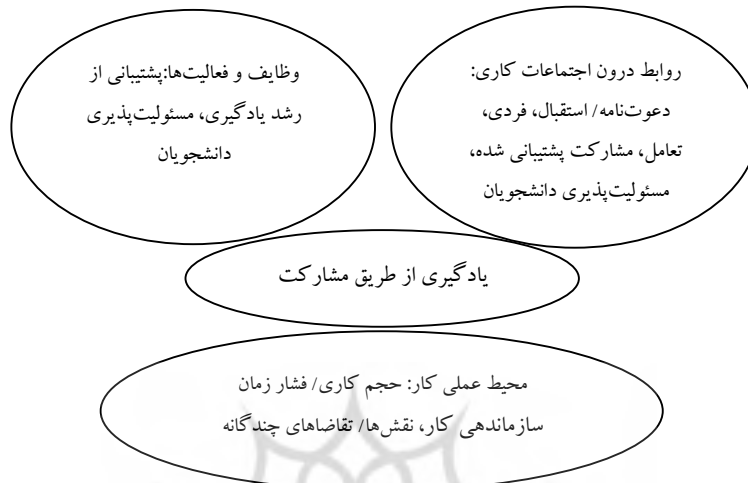 روابط درون اجتماعات کاری:
دعوت‌نامه/ استقبال، فردی،
تعامل، مشارکت پشتیبانی شده،
مسئولیت‌پذیری دانشجویان
وظایف و فعالیت‌ها:پشتیبانی از
رشد یادگیری، مسئولیت‌پذیری
دانشجویان
یادگیری از طریق مشارکت
محیط عملی کار: حجم کاری/ فشار زمان
سازماندهی کار، نقش‌ها/ تقاضاهای چندگانه